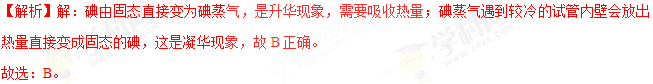 【解析】解：碘由固态直接变为碘蒸气，是升华现象，需要吸收热量；碘蒸气遇到较冷的试管内壁会放出
热量直接变成固态的碘，这是凝华现象，故 B 正确。
故选：B。